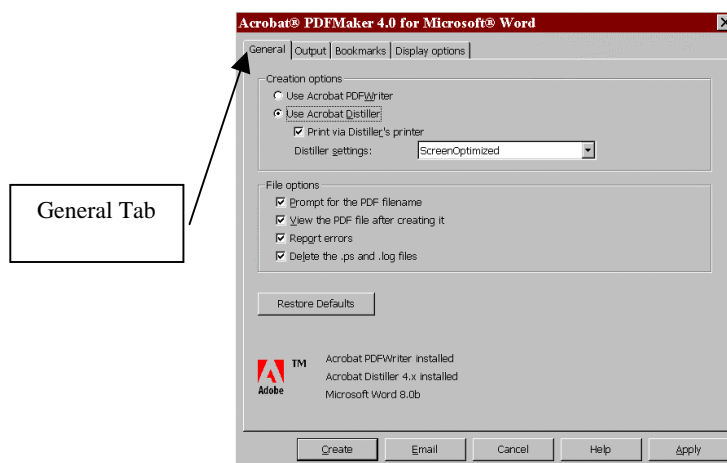 Acrobat® PDFMaker 4.0 for Microsoft® Word
General Output Bookmarks Display options
Creation options
Use Acrobat PDFWriter
Use Acrobat Distiller
Print via Distiller's printer
Distiller settings: ScreenOptimized
General Tab
File options
Prompt for the PDF filename
View the PDF file after creating it
Report errors
Delete the .ps and .log files
Restore Defaults
Adobe
TM
Acrobat PDFWriter installed
Acrobat Distiller 4.x installed
Microsoft Word 8.0b
Create Email Cancel Help Apply